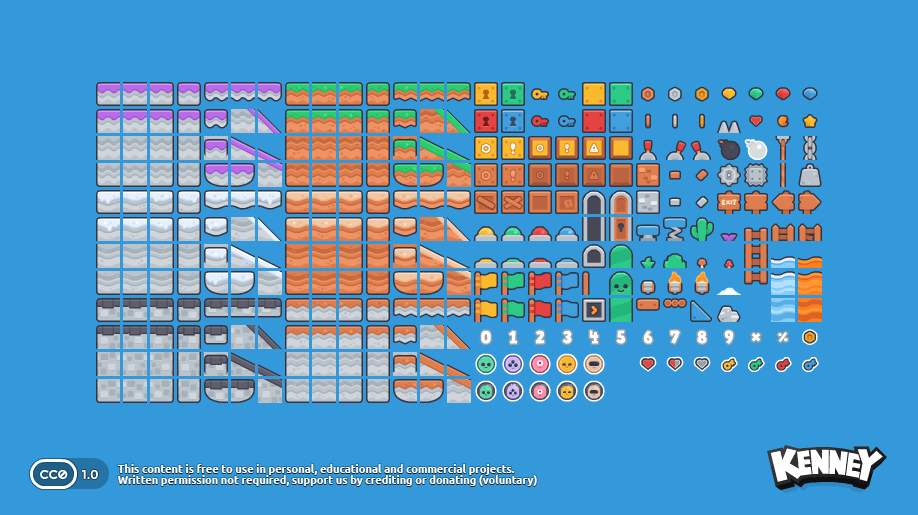 EXIT
0 1 2 3 4 5 6 7 8 9 × %
CC0 1.0
This content is free to use in personal, educational and commercial projects.
Written permission not required, support us by crediting or donating (voluntary)
KENNEY